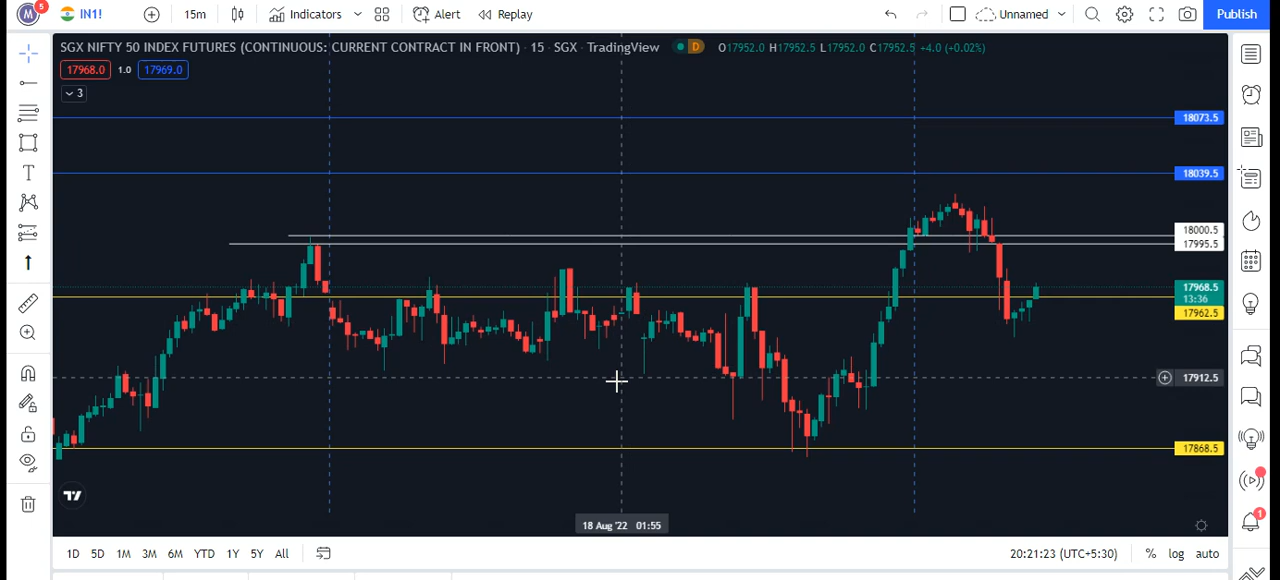 M 5 IN1! 15m Indicators Alert Replay Unnamed Publish
SGX NIFTY 50 INDEX FUTURES (CONTINUOUS: CURRENT CONTRACT IN FRONT) · 15 · SGX · TradingView D O17952.0 H17952.5 L17952.0 C17952.5 +4.0 (+0.02%)
17968.0 1.0 17969.0
3
18073.5
18039.5
18000.5
17995.5
17968.5
13:36
17962.5
17912.5
17868.5
18 Aug '22 01:55
1D 5D 1M 3M 6M YTD 1Y 5Y All 20:21:23 (UTC+5:30) % log auto
T
1